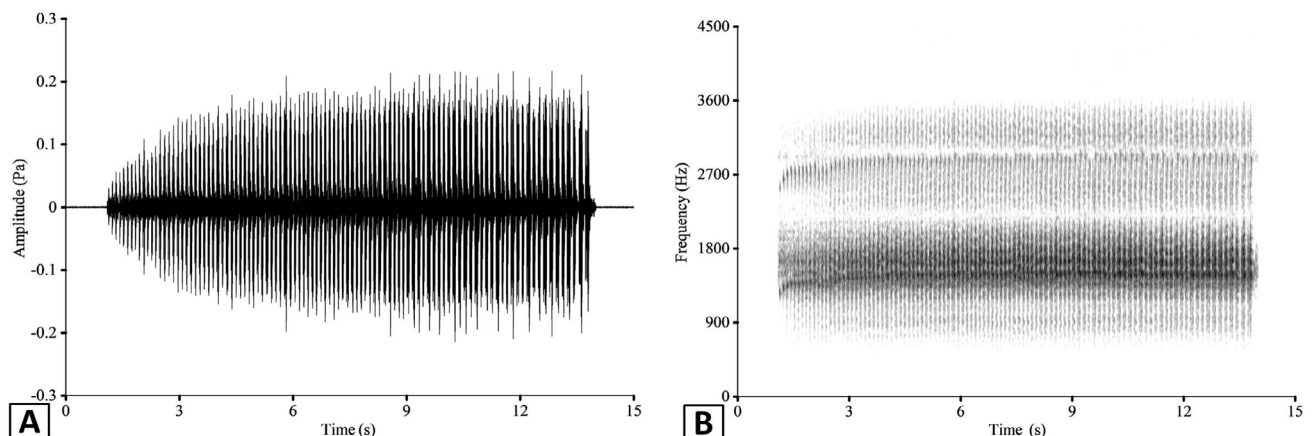 0.3
0.2
0.1
0
-0.1
-0.2
-0.3
Amplitude (Pa)
0 3 6 9 12 15
Time (s)
A
4500
3600
2700
1800
900
0
Frequency (Hz)
0 3 6 9 12 15
Time (s)
B